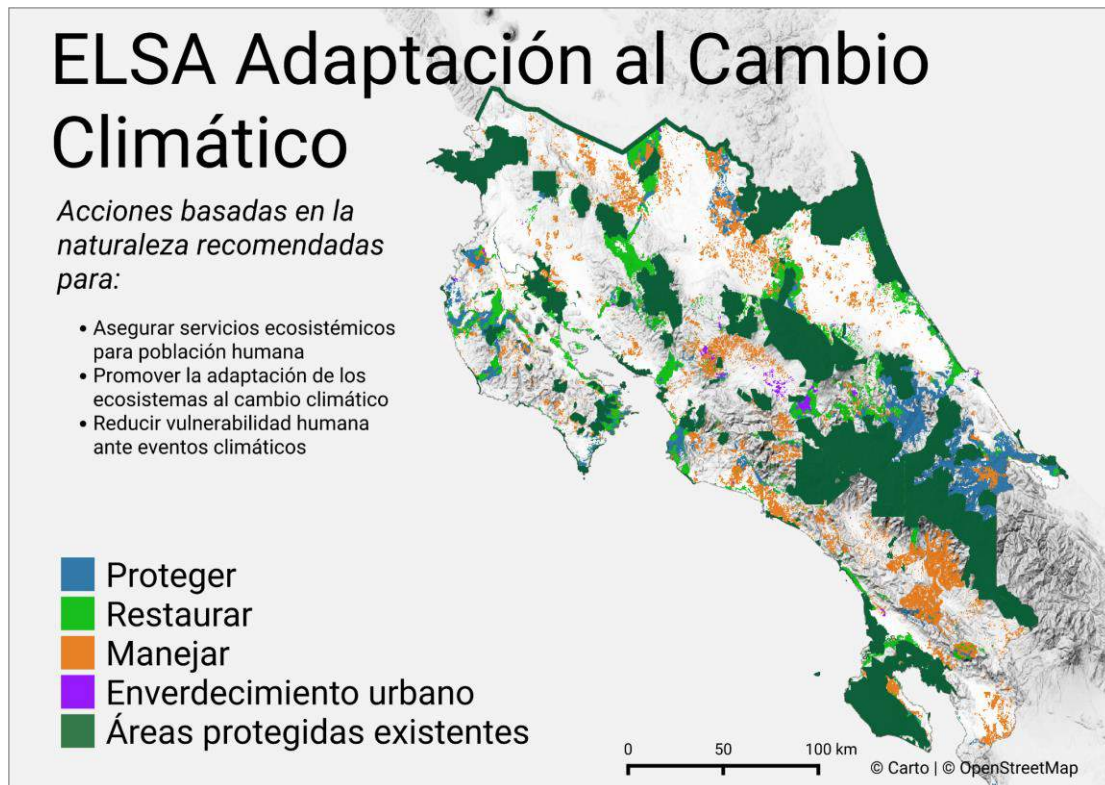 ELSA Adaptación al Cambio
Climático
Acciones basadas en la
naturaleza recomendadas
para:
• Asegurar servicios ecosistémicos
para población humana
• Promover la adaptación de los
ecosistemas al cambio climático
• Reducir vulnerabilidad humana
ante eventos climáticos
Proteger
Restaurar
Manejar
Enverdecimiento urbano
Áreas protegidas existentes
0 50 100 km
© Carto | © OpenStreetMap